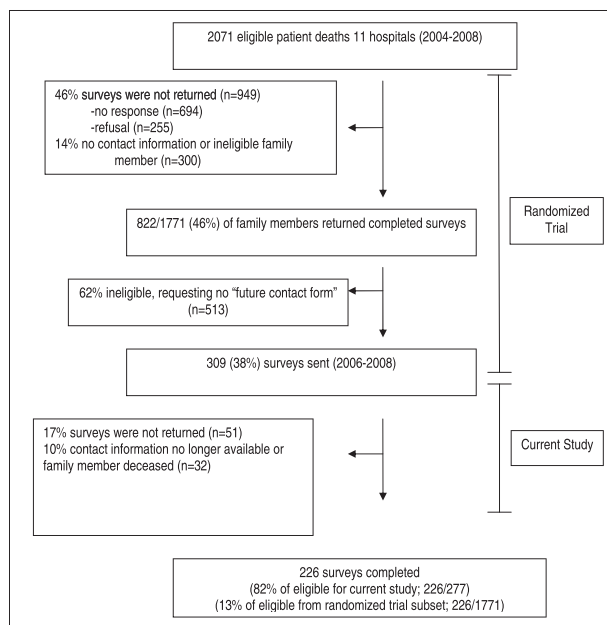 2071 eligible patient deaths 11 hospitals (2004-2008)
46% surveys were not returned (n=949)
-no response (n=694)
-refusal (n=255)
14% no contact information or ineligible family
member (n=300)
822/1771 (46%) of family members returned completed surveys
Randomized
Trial
62% ineligible, requesting no “future contact form”
(n=513)
309 (38%) surveys sent (2006-2008)
17% surveys were not returned (n=51)
10% contact information no longer available or
family member deceased (n=32)
Current Study
226 surveys completed
(82% of eligible for current study; 226/277)
(13% of eligible from randomized trial subset; 226/1771)